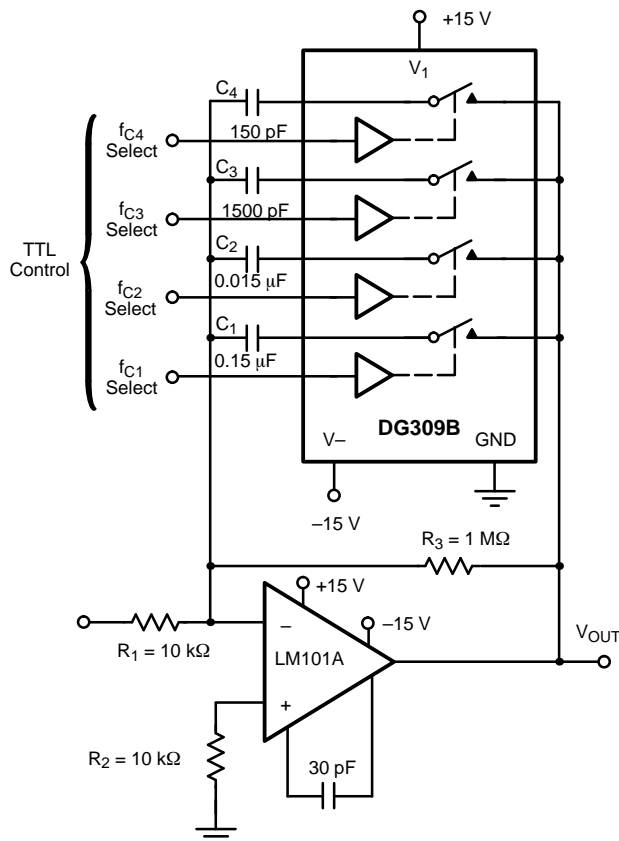 +15 V
V1
C4
fC4
Select
150 pF
C3
fC3
Select
1500 pF
TTL
Control
C2
fC2
Select
0.015 μF
C1
0.15 μF
fC1
Select
DG309B
V–
GND
–15 V
R3 = 1 MΩ
+15 V
–15 V
–
R1 = 10 kΩ
LM101A
VOUT
+
R2 = 10 kΩ
30 pF